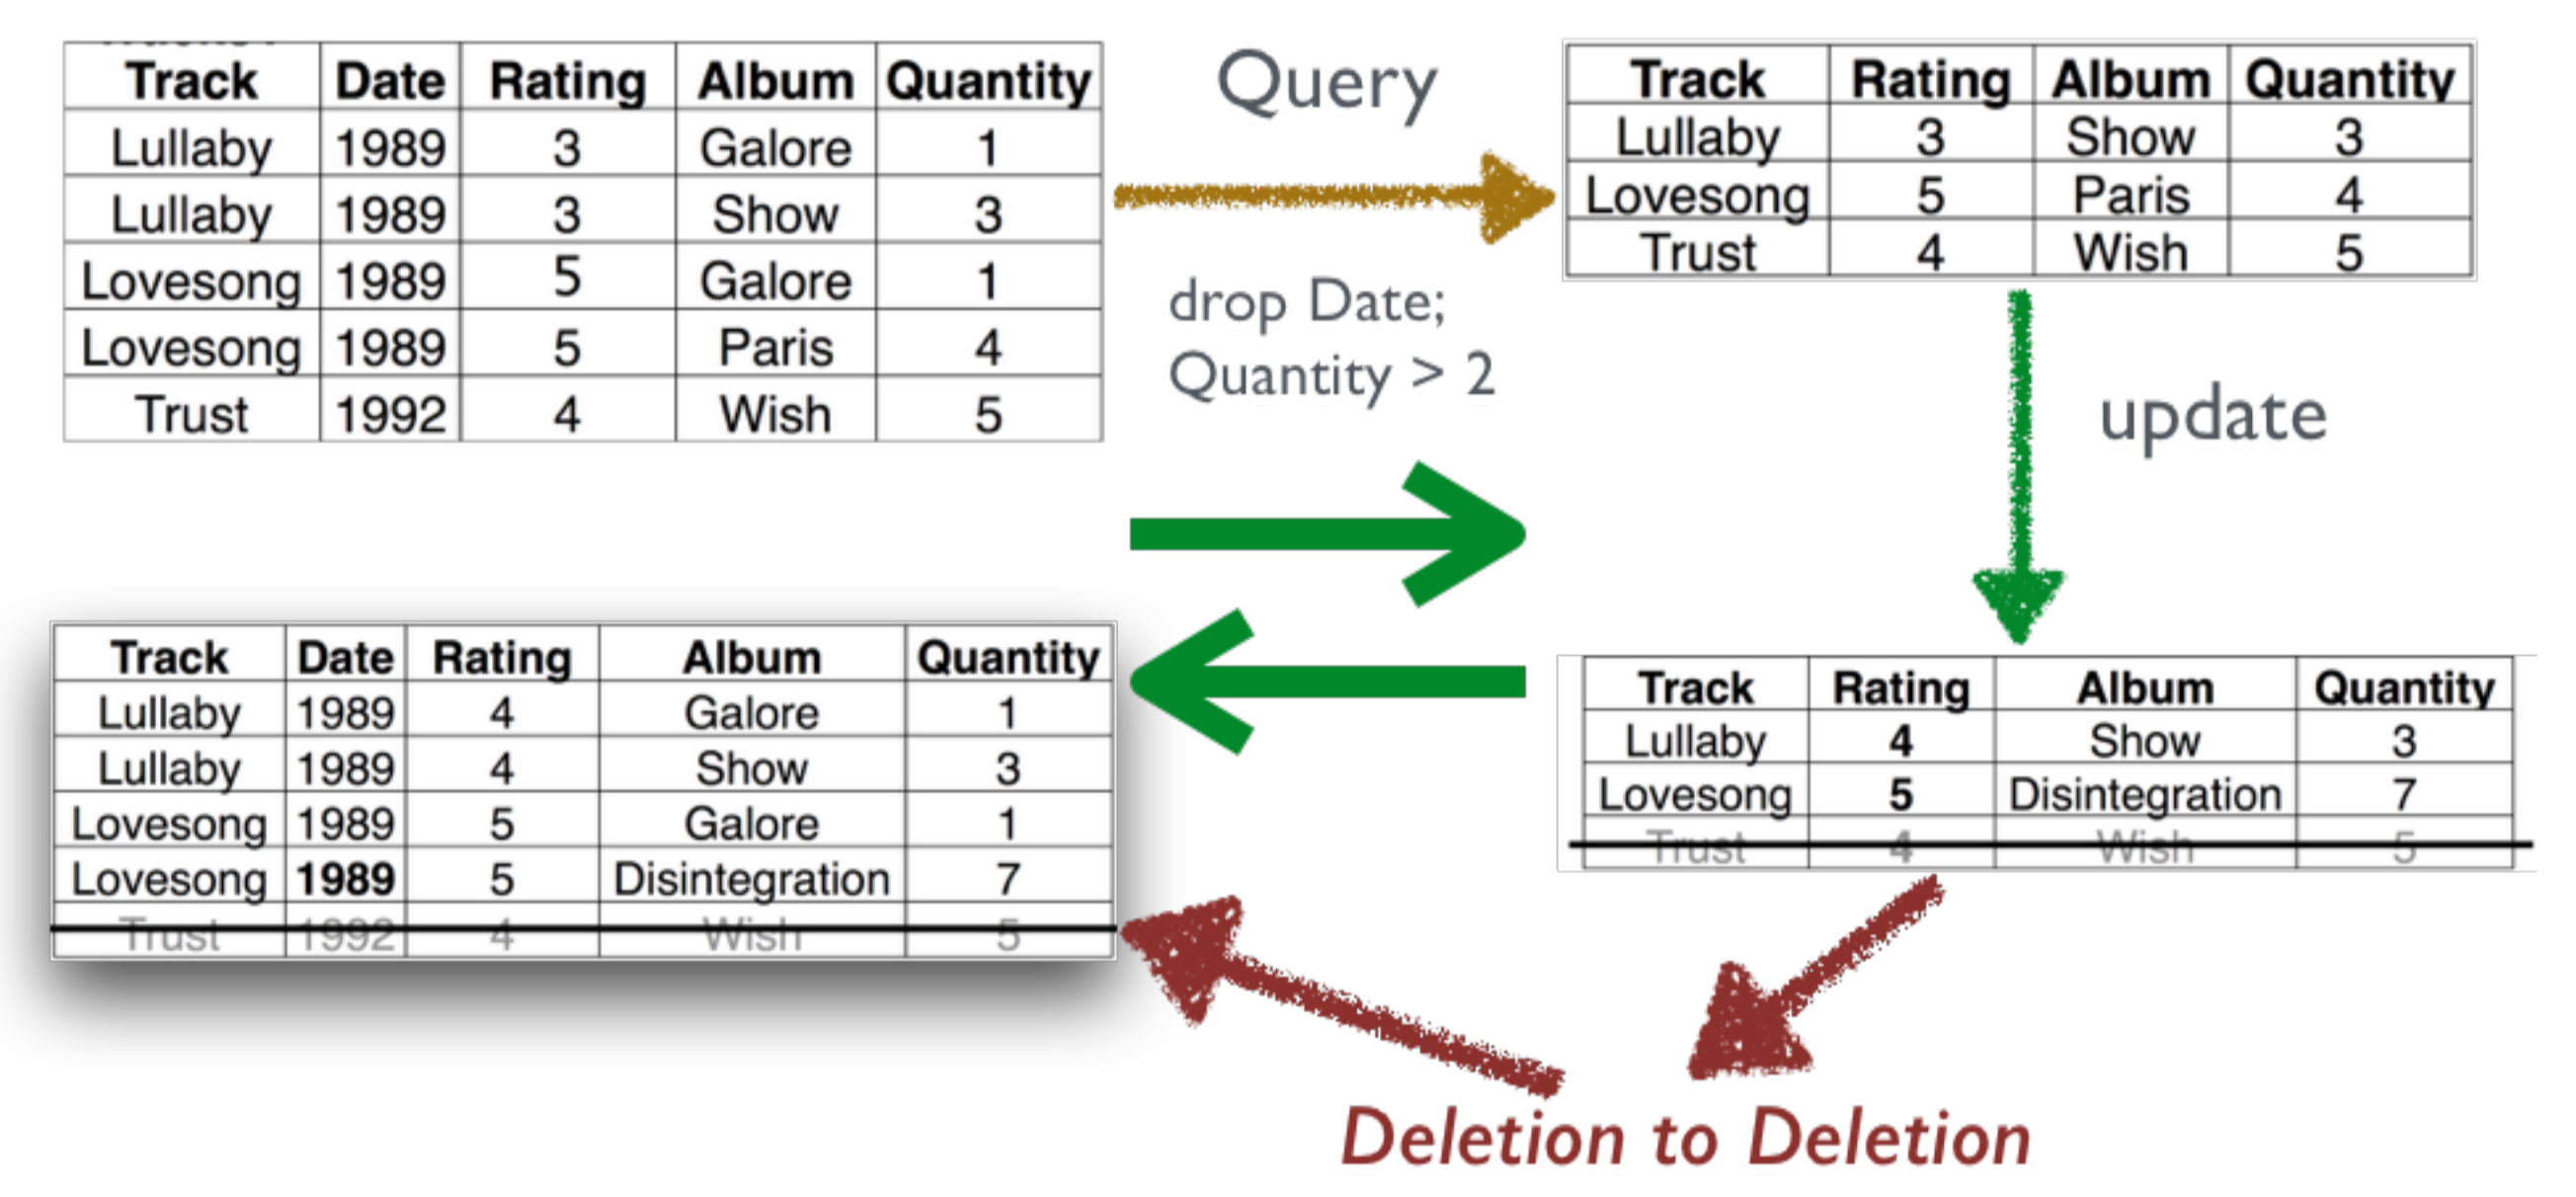 Track Date Rating Album Quantity
Lullaby 1989 3 Galore 1
Lullaby 1989 3 Show 3
Lovesong 1989 5 Galore 1
Lovesong 1989 5 Paris 4
Trust 1992 4 Wish 5
Query
drop Date;
Quantity > 2
Track Rating Album Quantity
Lullaby 3 Show 3
Lovesong 5 Paris 4
Trust 4 Wish 5
update
Track Date Rating Album Quantity
Lullaby 1989 4 Galore 1
Lullaby 1989 4 Show 3
Lovesong 1989 5 Galore 1
Lovesong 1989 5 Disintegration 7
Trust 1992 4 Wish 5
Track Rating Album Quantity
Lullaby 4 Show 3
Lovesong 5 Disintegration 7
Trust 4 Wish 5
Deletion to Deletion